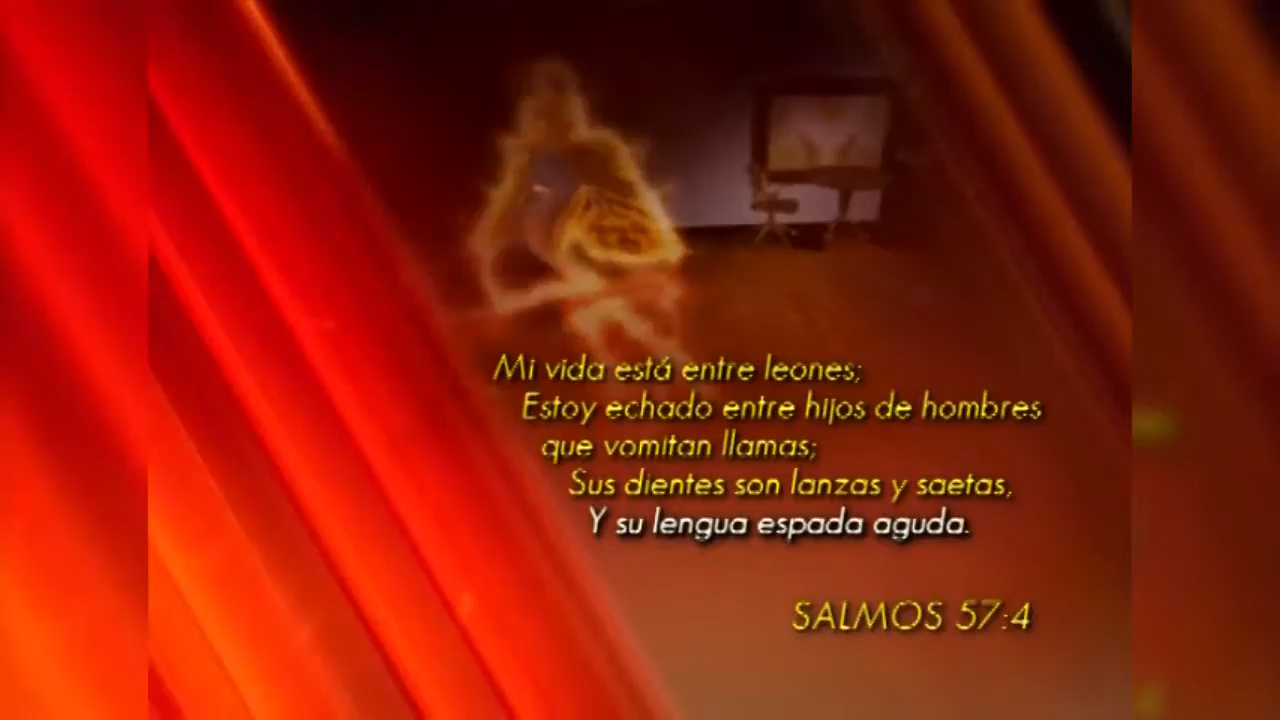 Mi vida está entre leones;
Estoy echado entre hijos de hombres
que vomitan llamas;
Sus dientes son lanzas y saetas,
Y su lengua espada aguda.
SALMOS 57:4